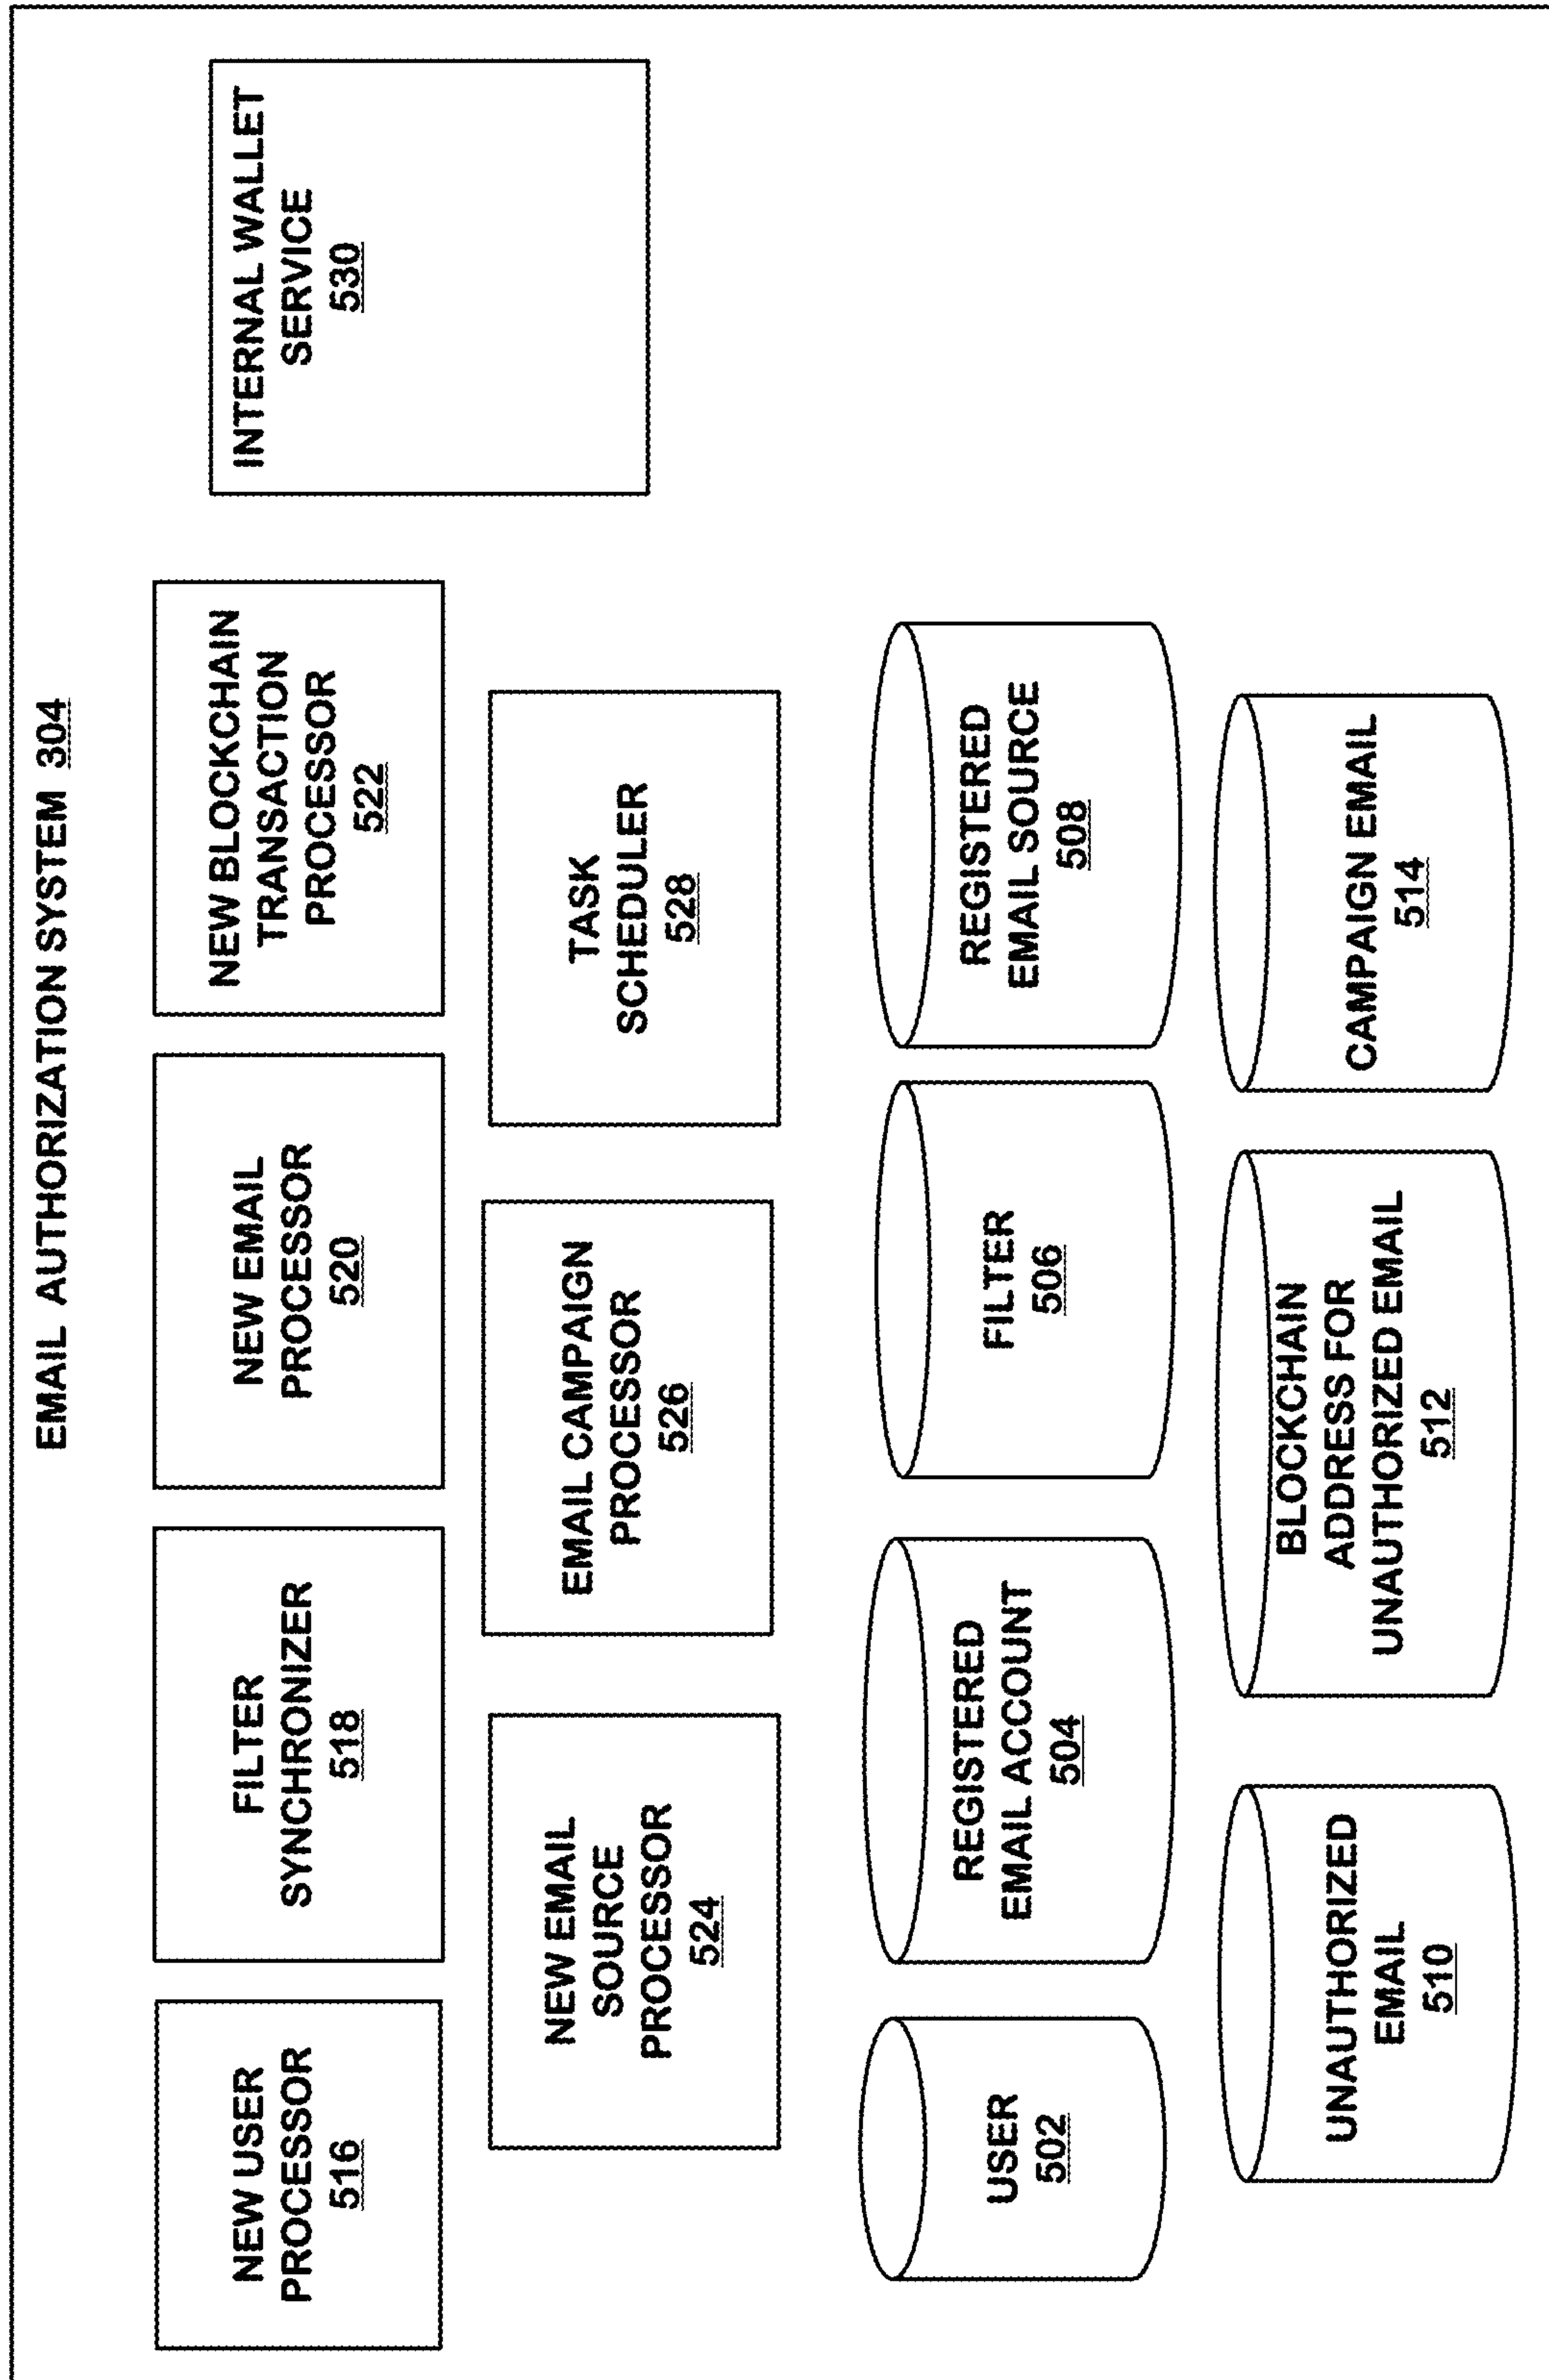 EMAIL AUTHORIZATION SYSTEM 304
NEW USER
PROCESSOR
516
FILTER
SYNCHRONIZER
518
NEW EMAIL
PROCESSOR
520
NEW BLOCKCHAIN
TRANSACTION
PROCESSOR
522
INTERNAL WALLET
SERVICE
530
NEW EMAIL
SOURCE
PROCESSOR
524
EMAIL CAMPAIGN
PROCESSOR
526
TASK
SCHEDULER
528
USER
502
REGISTERED
EMAIL ACCOUNT
504
FILTER
506
REGISTERED
EMAIL SOURCE
508
UNAUTHORIZED
EMAIL
510
BLOCKCHAIN
ADDRESS FOR
UNAUTHORIZED EMAIL
512
CAMPAIGN EMAIL
514